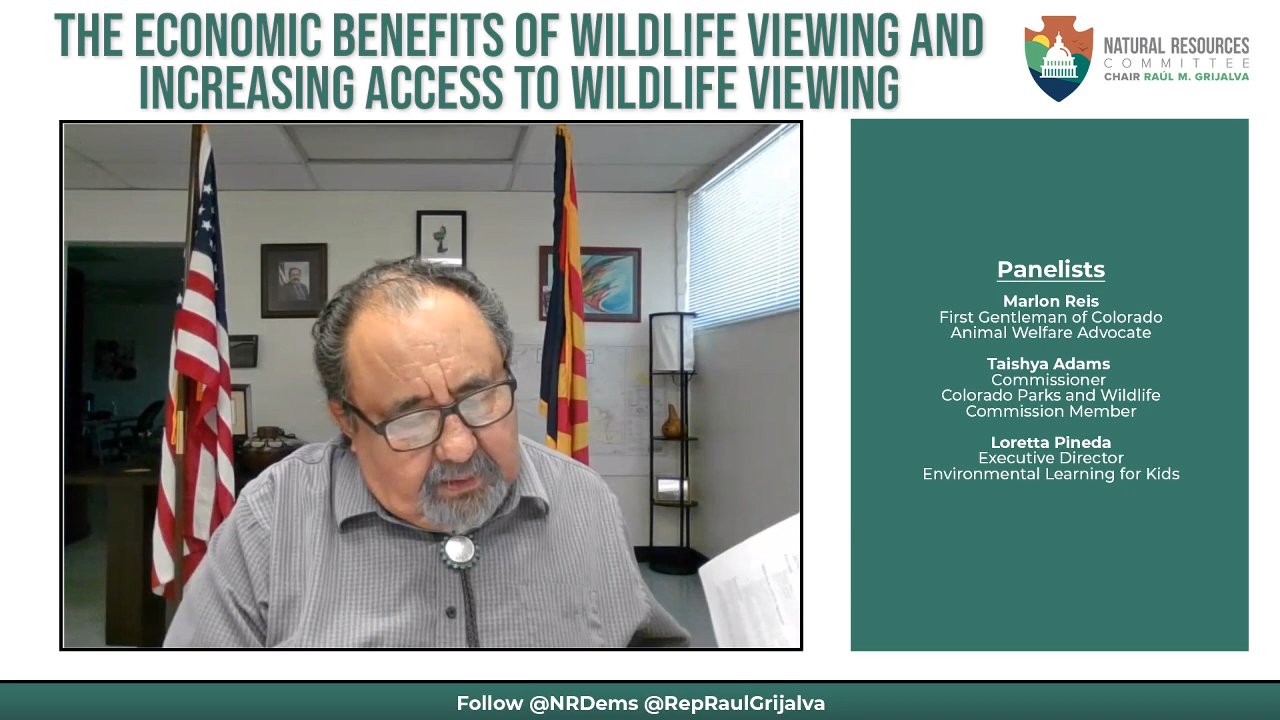 THE ECONOMIC BENEFITS OF WILDLIFE VIEWING AND
INCREASING ACCESS TO WILDLIFE VIEWING
NATURAL RESOURCES
COMMITTEE
CHAIR RAÚL M. GRIJALVA
Panelists
Marlon Reis
First Gentleman of Colorado
Animal Welfare Advocate
Taishya Adams
Commissioner
Colorado Parks and Wildlife
Commission Member
Loretta Pineda
Executive Director
Environmental Learning for Kids
Follow @NRDems @RepRaulGrijalva